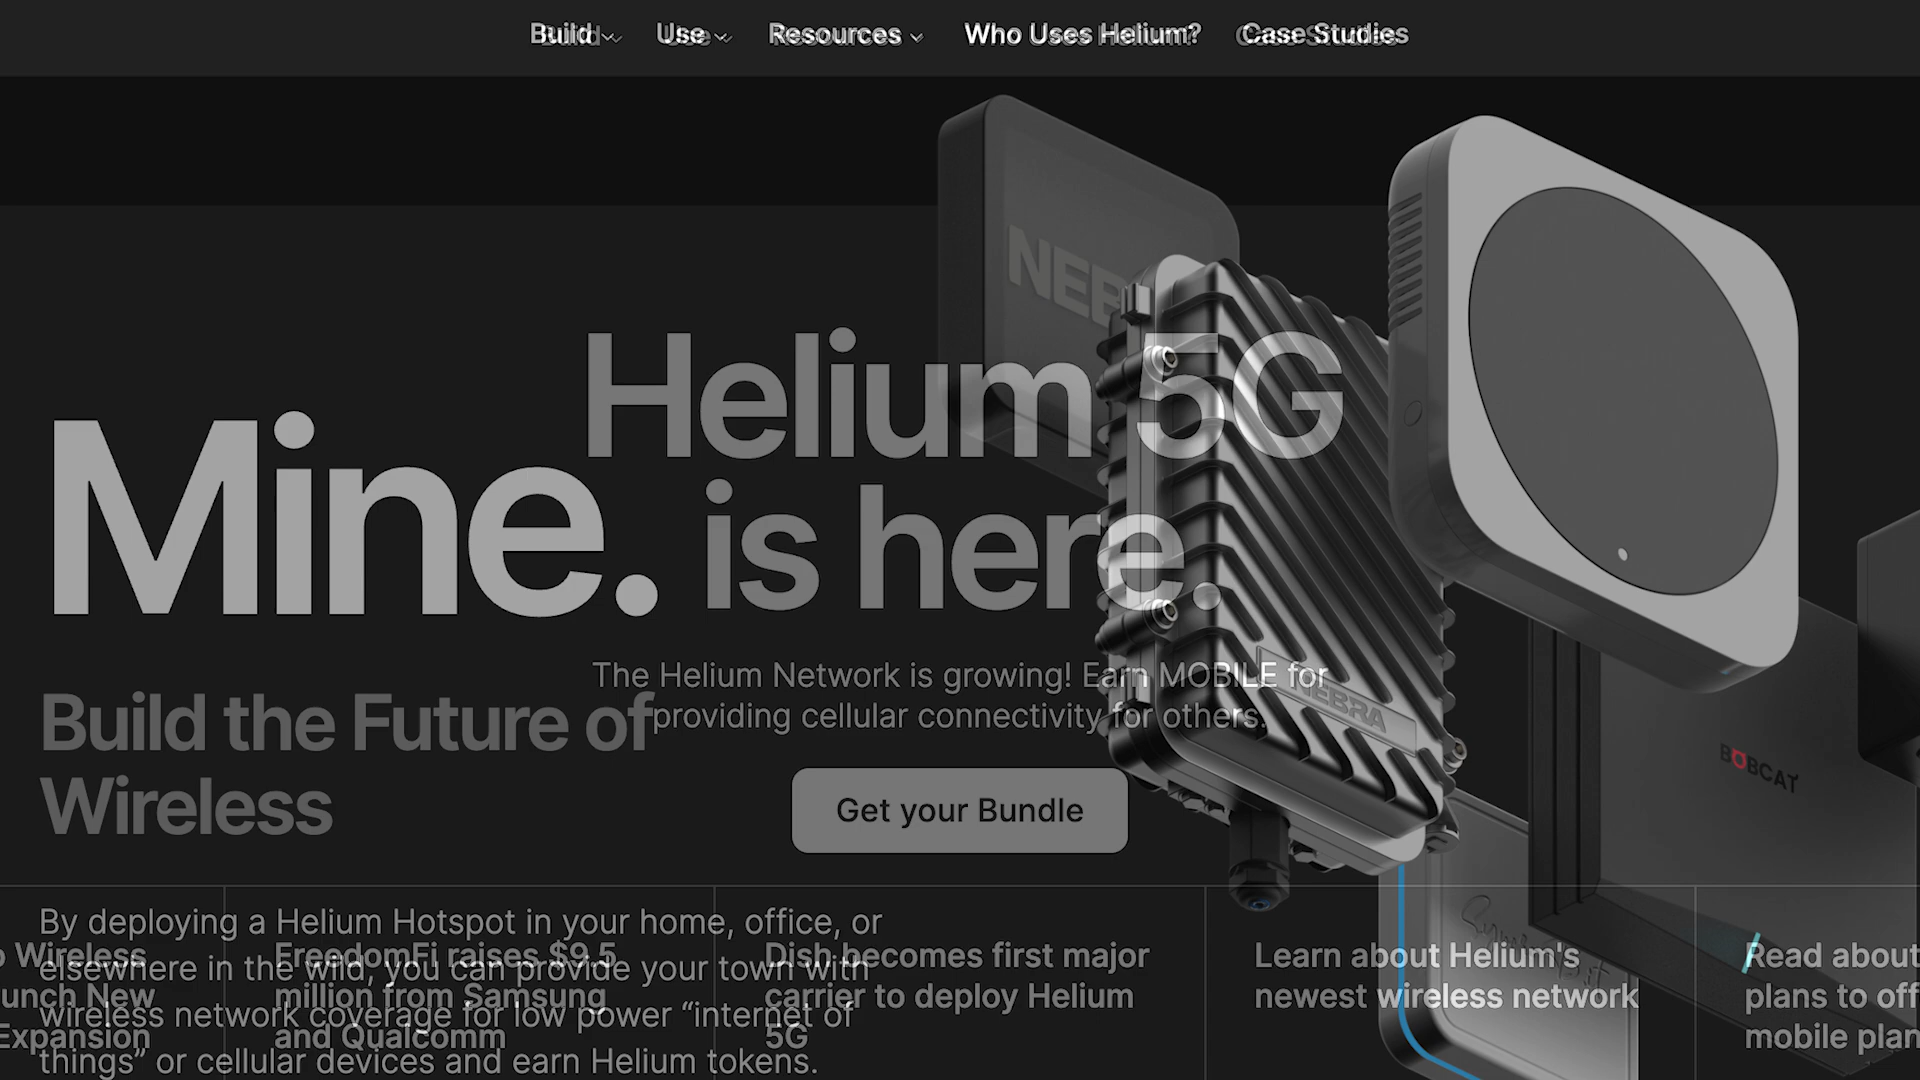 Build Use Resources Who Uses Helium? Case Studies
NEB
Helium 5G
is here.
Mine.
The Helium Network is growing! Earn MOBILE for
providing cellular connectivity for others.
NEBRA
Build the Future of
Wireless
Get your Bundle
BOBCAT
By deploying a Helium Hotspot in your home, office, or
elsewhere in the wild, you can provide your town with
wireless network coverage for low power “internet of
things” or cellular devices and earn Helium tokens.
Wireless
unch New
Expansion
FreedomFi raises $9.5
million from Samsung
and Qualcomm
Dish becomes first major
carrier to deploy Helium
5G
Learn about Helium's
newest wireless network
Read about
plans to off
mobile plan